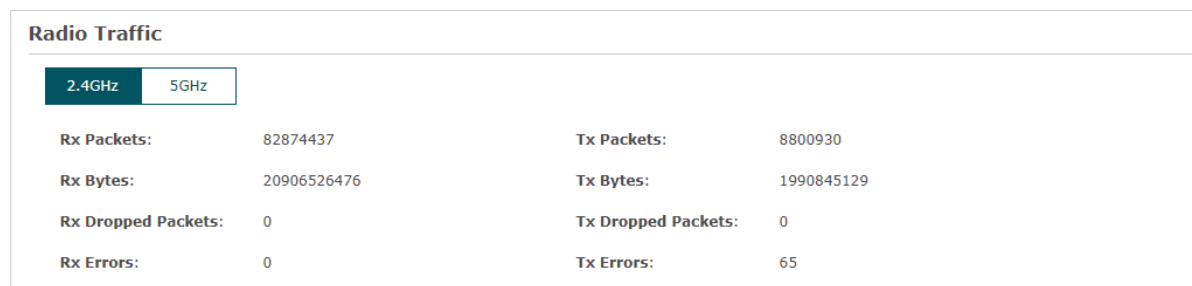 Radio Traffic
2.4GHz 5GHz
Rx Packets: 82874437 Tx Packets: 8800930
Rx Bytes: 20906526476 Tx Bytes: 1990845129
Rx Dropped Packets: 0 Tx Dropped Packets: 0
Rx Errors: 0 Tx Errors: 65